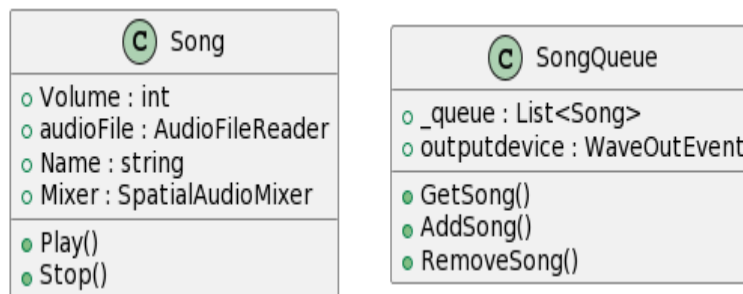 C Song
Volume : int
audioFile : AudioFileReader
Name : string
Mixer : SpatialAudioMixer
Play()
Stop()
C SongQueue
_queue : List<Song>
outputdevice : WaveOutEvent
GetSong()
AddSong()
RemoveSong()